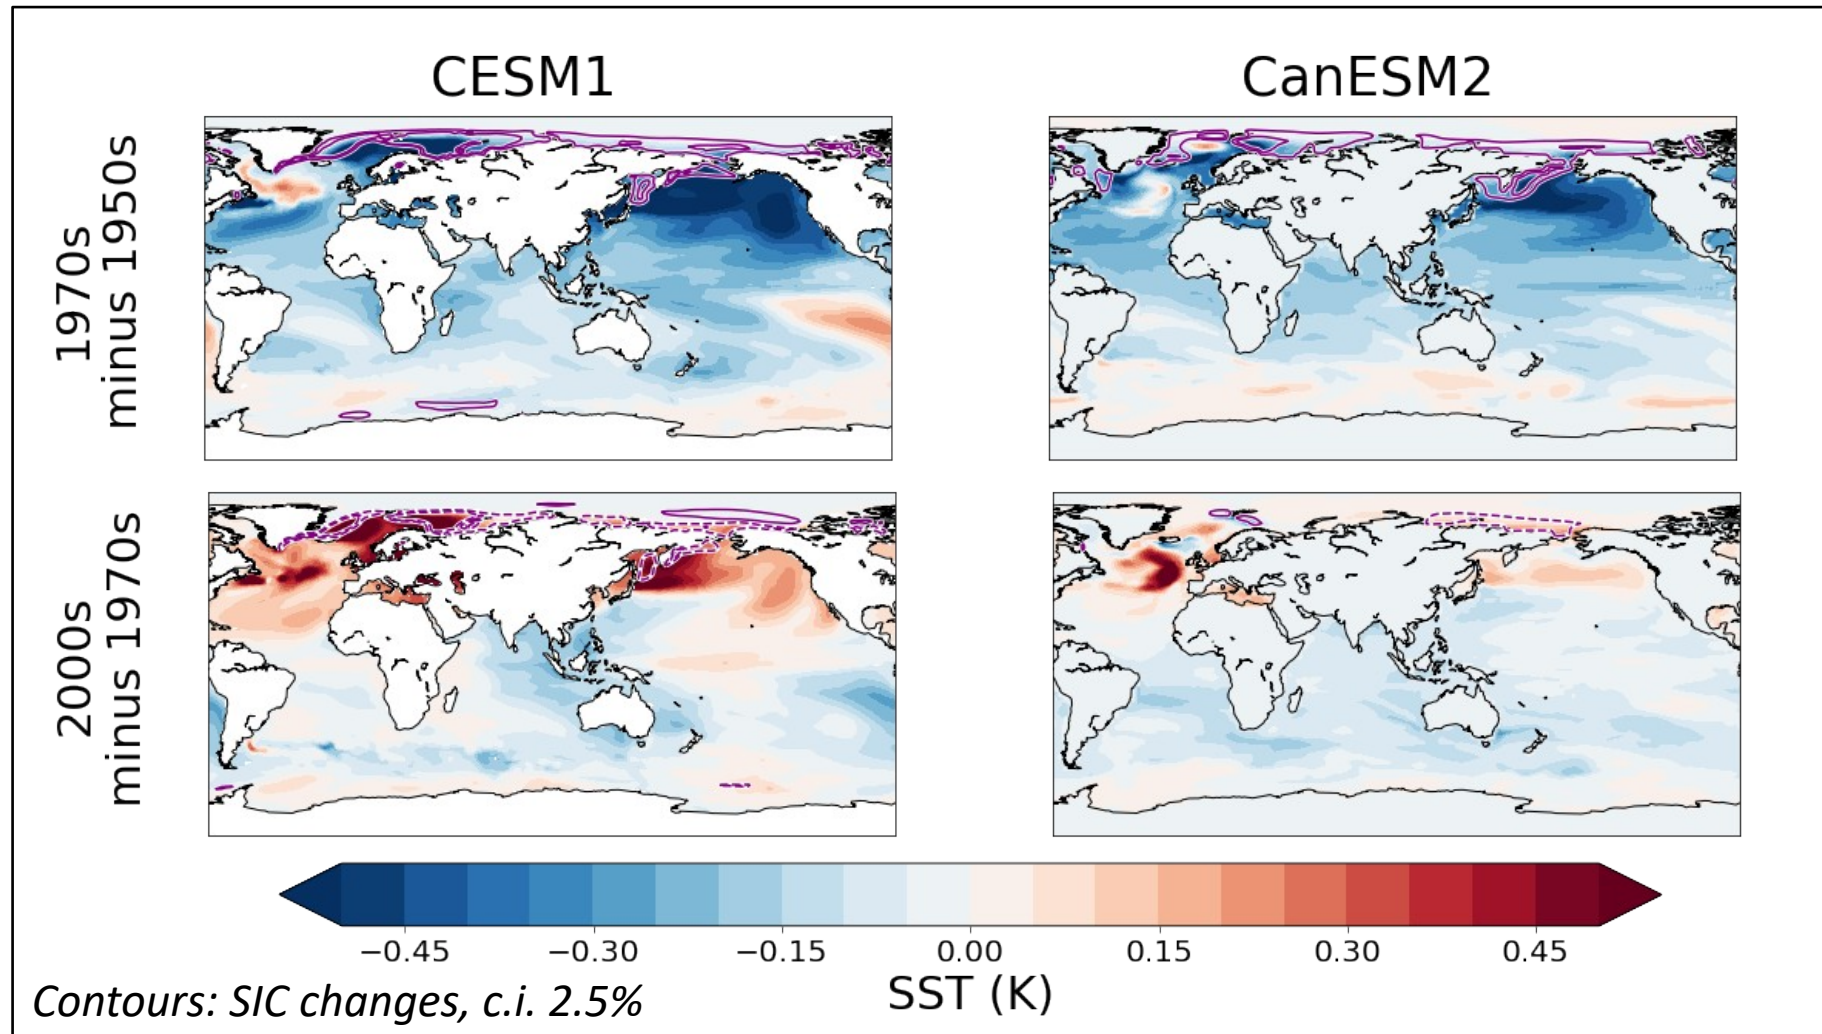 CESM1
CanESM2
1970s
minus 1950s
2000s
minus 1970s
−0.45
−0.30
−0.15
0.00
0.15
0.30
0.45
SST (K)
Contours: SIC changes, c.i. 2.5%